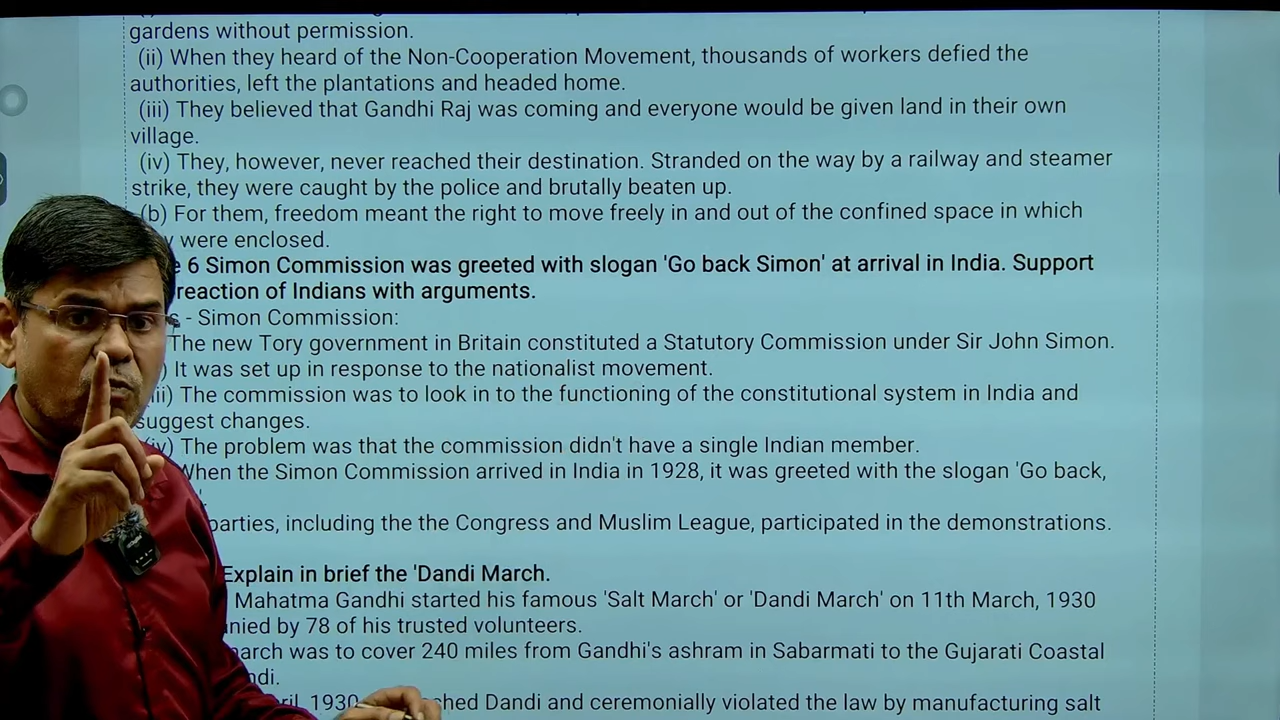 gardens without permission.
(ii) When they heard of the Non-Cooperation Movement, thousands of workers defied the
authorities, left the plantations and headed home.
(iii) They believed that Gandhi Raj was coming and everyone would be given land in their own
village.
(iv) They, however, never reached their destination. Stranded on the way by a railway and steamer
strike, they were caught by the police and brutally beaten up.
(b) For them, freedom meant the right to move freely in and out of the confined space in which
were enclosed.
6 Simon Commission was greeted with slogan 'Go back Simon' at arrival in India. Support
reaction of Indians with arguments.
- Simon Commission:
The new Tory government in Britain constituted a Statutory Commission under Sir John Simon.
It was set up in response to the nationalist movement.
The commission was to look in to the functioning of the constitutional system in India and
suggest changes.
(iv) The problem was that the commission didn't have a single Indian member.
When the Simon Commission arrived in India in 1928, it was greeted with the slogan 'Go back,
parties, including the the Congress and Muslim League, participated in the demonstrations.
Explain in brief the 'Dandi March.
Mahatma Gandhi started his famous 'Salt March' or 'Dandi March' on 11th March, 1930
by 78 of his trusted volunteers.
march was to cover 240 miles from Gandhi's ashram in Sabarmati to the Gujarati Coastal
1930 Dandi and ceremonially violated the law by manufacturing salt